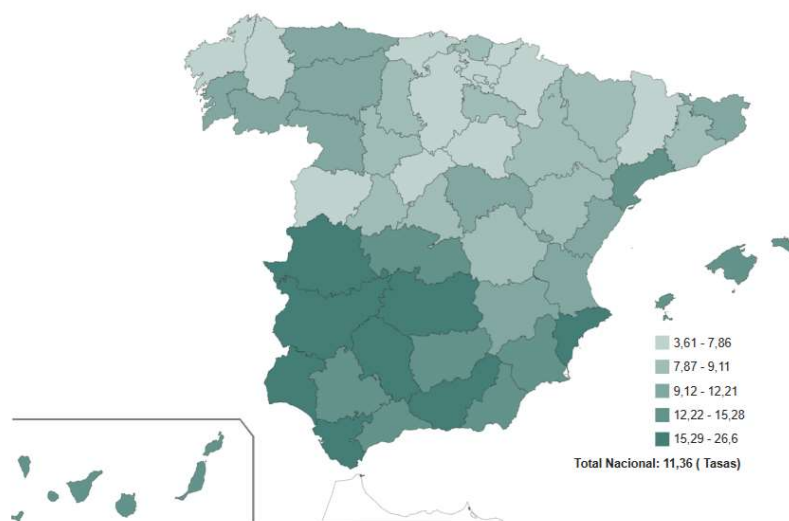 3,61 - 7,86
7,87 - 9,11
9,12 - 12,21
12,22 - 15,28
15,29 - 26,6
Total Nacional: 11,36 ( Tasas)